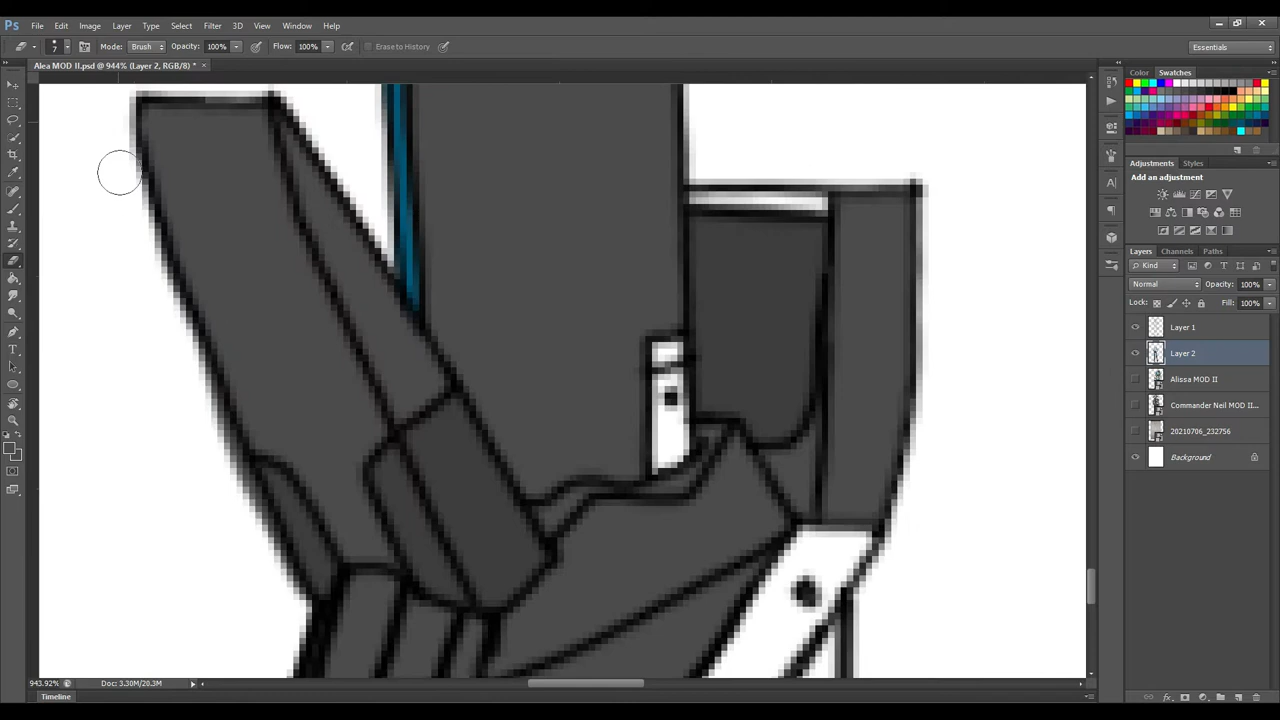 Ps File Edit Image Layer Type Select Filter 3D View Window Help
7 Mode: Brush Opacity: 100% Flow: 100% Erase to History Essentials
Alea MOD II.psd @ 944% (Layer 2, RGB/8) * ×
Color Swatches
Adjustments Styles
Add an adjustment
Layers Channels Paths
Kind
Normal Opacity: 100%
Lock: Fill: 100%
Layer 1
Layer 2
Alissa MOD II
Commander Neil MOD II...
20210706_232756
Background
943.92% Doc: 3.30M/20.3M
Timeline